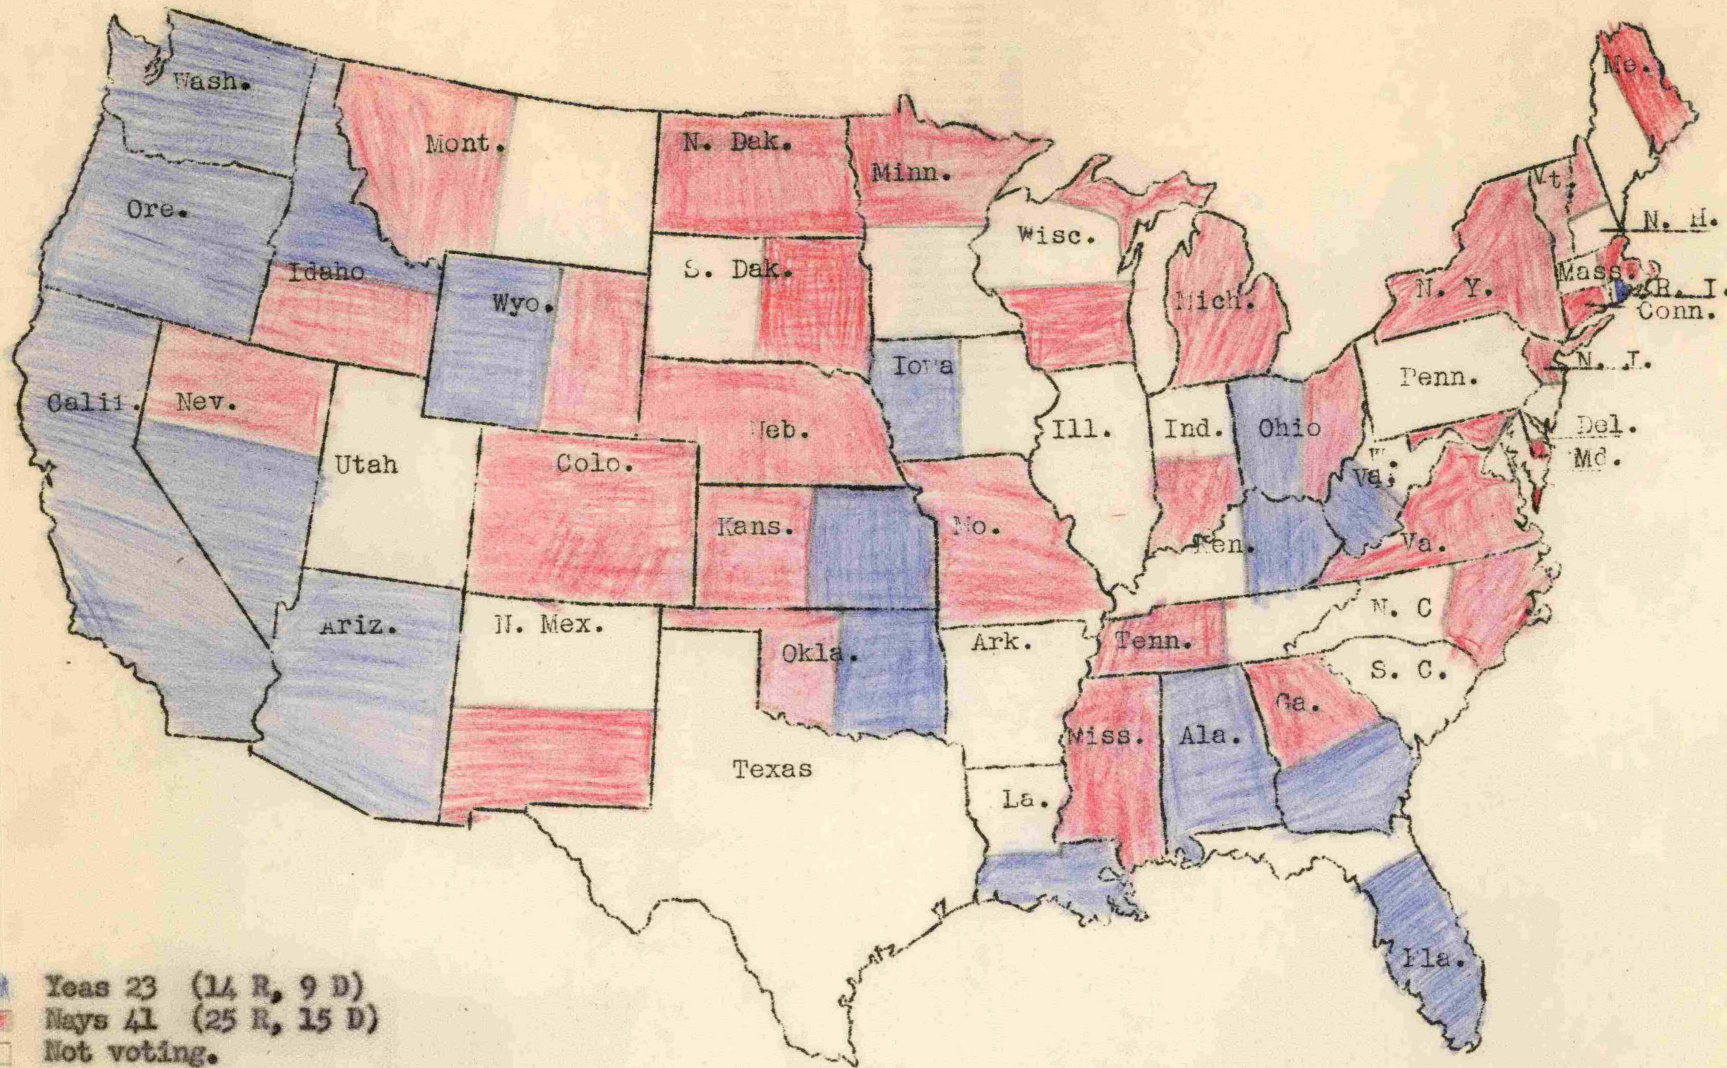 Wash.
Ore.
Calif.
Idaho
Nev.
Mont.
Wyo.
Utah
Ariz.
Colo.
N. Mex.
N. Dak.
S. Dak.
Neb.
Kans.
Okla.
Texas
Minn.
Iowa
Mo.
Ark.
La.
Wisc.
Ill.
Mich.
Ind.
Ohio
Ken.
Tenn.
Miss.
Ala.
Ga.
Fla.
S. C.
N. C
Va.
W.
Va.
Penn.
N. Y.
Vt.
Me.
N. H.
Mass.
R. I.
Conn.
N. J.
Del.
Md.
Yeas 23 (14 R, 9 D)
Nays 41 (25 R, 15 D)
Not voting.